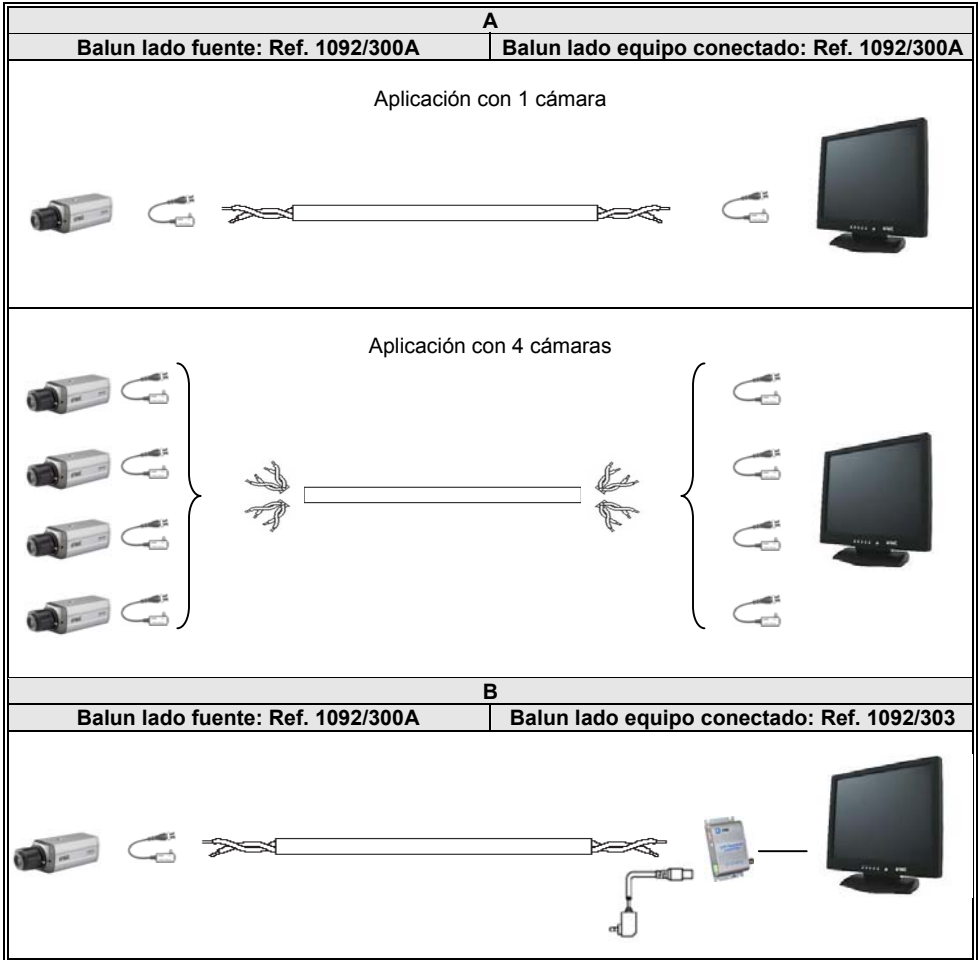 A
Balun lado fuente: Ref. 1092/300A
Balun lado equipo conectado: Ref. 1092/300A
Aplicación con 1 cámara
Aplicación con 4 cámaras
B
Balun lado fuente: Ref. 1092/300A
Balun lado equipo conectado: Ref. 1092/303